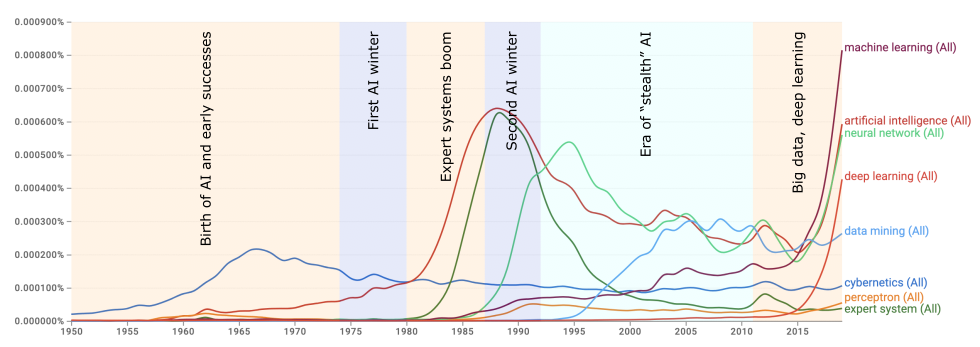 0.000900%
0.000800%
0.000700%
0.000600%
0.000500%
0.000400%
0.000300%
0.000200%
0.000100%
0.000000%
Birth of AI and early successes
First AI winter
Expert systems boom
Second AI winter
Era of “stealth” AI
Big data, deep learning
machine learning (All)
artificial intelligence (All)
neural network (All)
deep learning (All)
data mining (All)
cybernetics (All)
perceptron (All)
expert system (All)
1950 1955 1960 1965 1970 1975 1980 1985 1990 1995 2000 2005 2010 2015